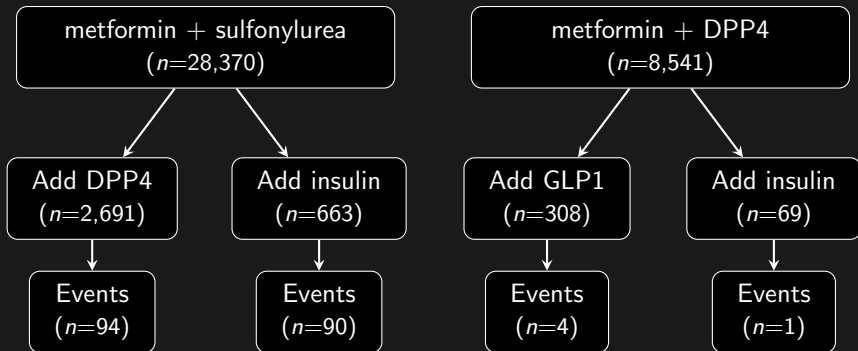 metformin + sulfonylurea
(n=28,370)
metformin + DPP4
(n=8,541)
Add DPP4
(n=2,691)
Add insulin
(n=663)
Add GLP1
(n=308)
Add insulin
(n=69)
Events
(n=94)
Events
(n=90)
Events
(n=4)
Events
(n=1)